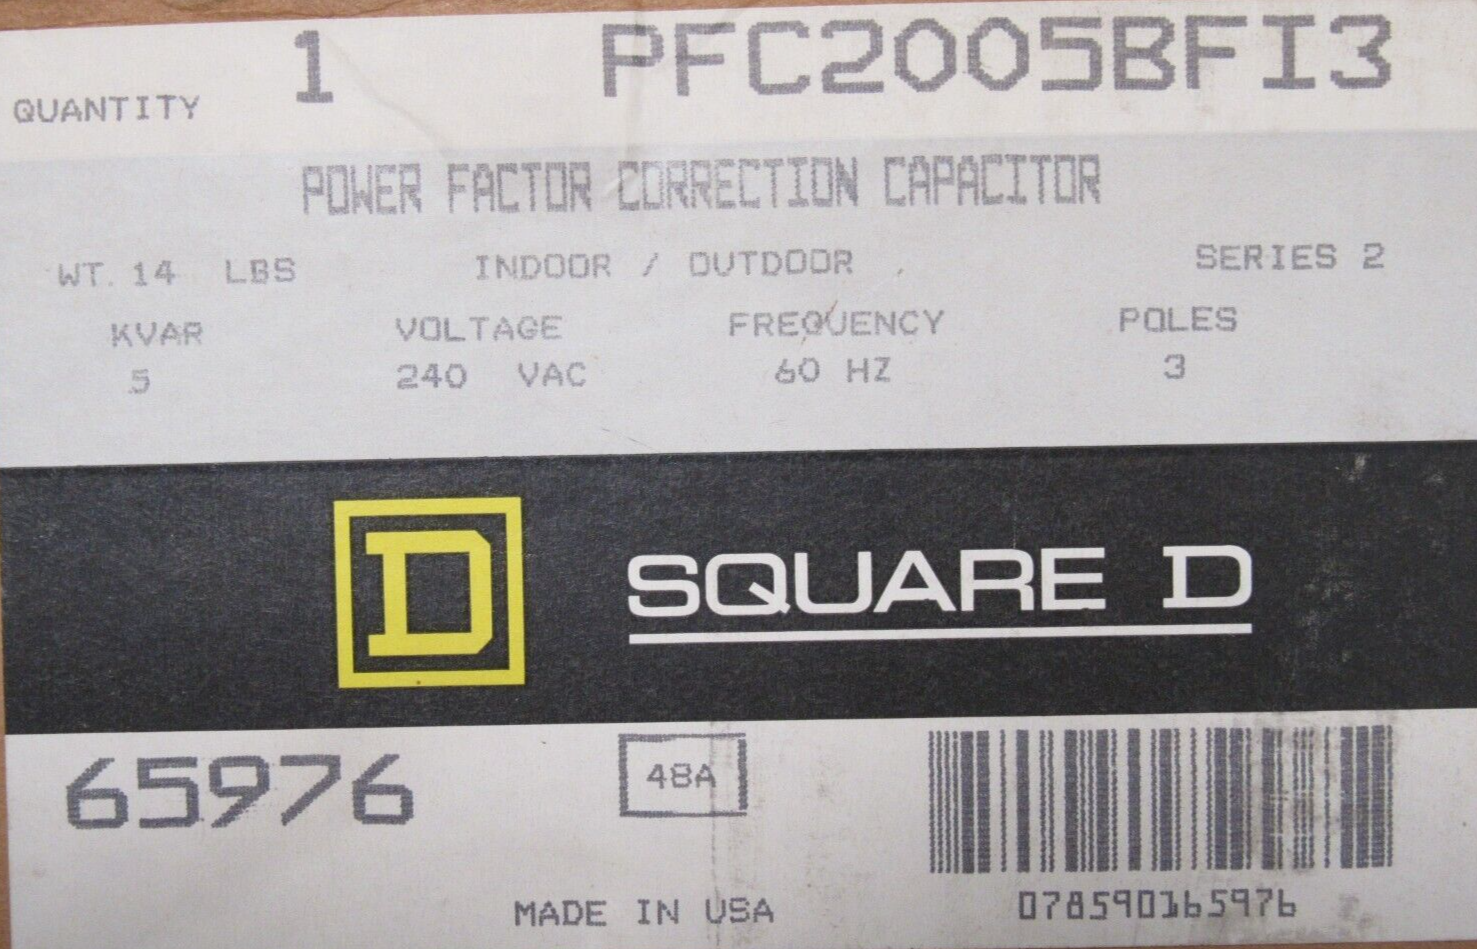 QUANTITY 1 PFC2005BFI3
POWER FACTOR CORRECTION CAPACITOR
WT. 14 LBS INDOOR / OUTDOOR SERIES 2
KVAR VOLTAGE FREQUENCY POLES
5 240 VAC 60 HZ 3
D SQUARE D
65976 48A
MADE IN USA 078590165976